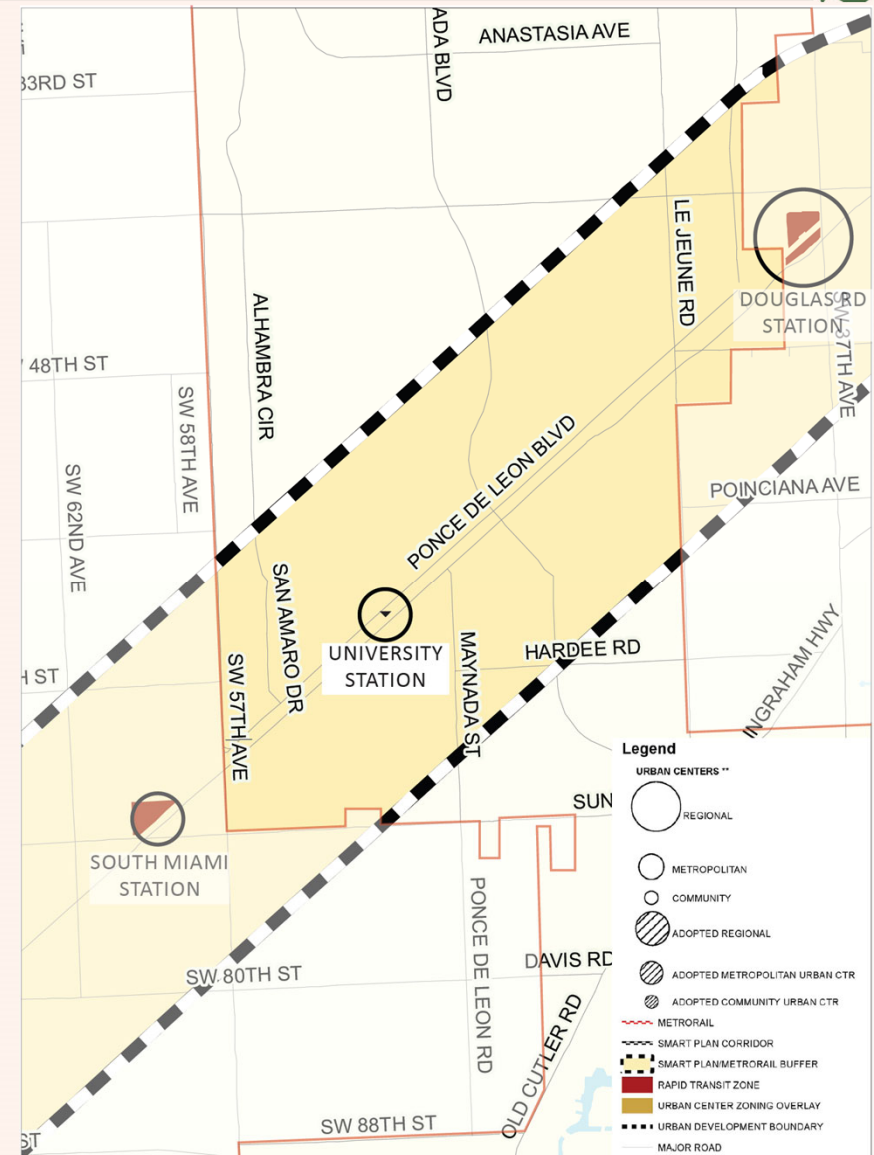 ANASTASIA AVE
ADA BLVD
33RD ST
LE JEUNE RD
DOUGLAS RD
STATION
SW 37TH AVE
ALHAMBRA CIR
48TH ST
SW 58TH AVE
SW 62ND AVE
PONCE DE LEON BLVD
POINCIANA AVE
SAN AMARO DR
UNIVERSITY
STATION
MAYNADA ST
HARDEE RD
INGRAHAM HWY
H ST
SW 57TH AVE
SOUTH MIAMI
STATION
SUN
PONCE DE LEON RD
DAVIS RD
SW 80TH ST
OLD CUTLER RD
SW 88TH ST
ST
Legend
URBAN CENTERS **
REGIONAL
METROPOLITAN
COMMUNITY
ADOPTED REGIONAL
ADOPTED METROPOLITAN URBAN CTR
ADOPTED COMMUNITY URBAN CTR
METRORAIL
SMART PLAN CORRIDOR
SMART PLAN/METRORAIL BUFFER
RAPID TRANSIT ZONE
URBAN CENTER ZONING OVERLAY
URBAN DEVELOPMENT BOUNDARY
MAJOR ROAD